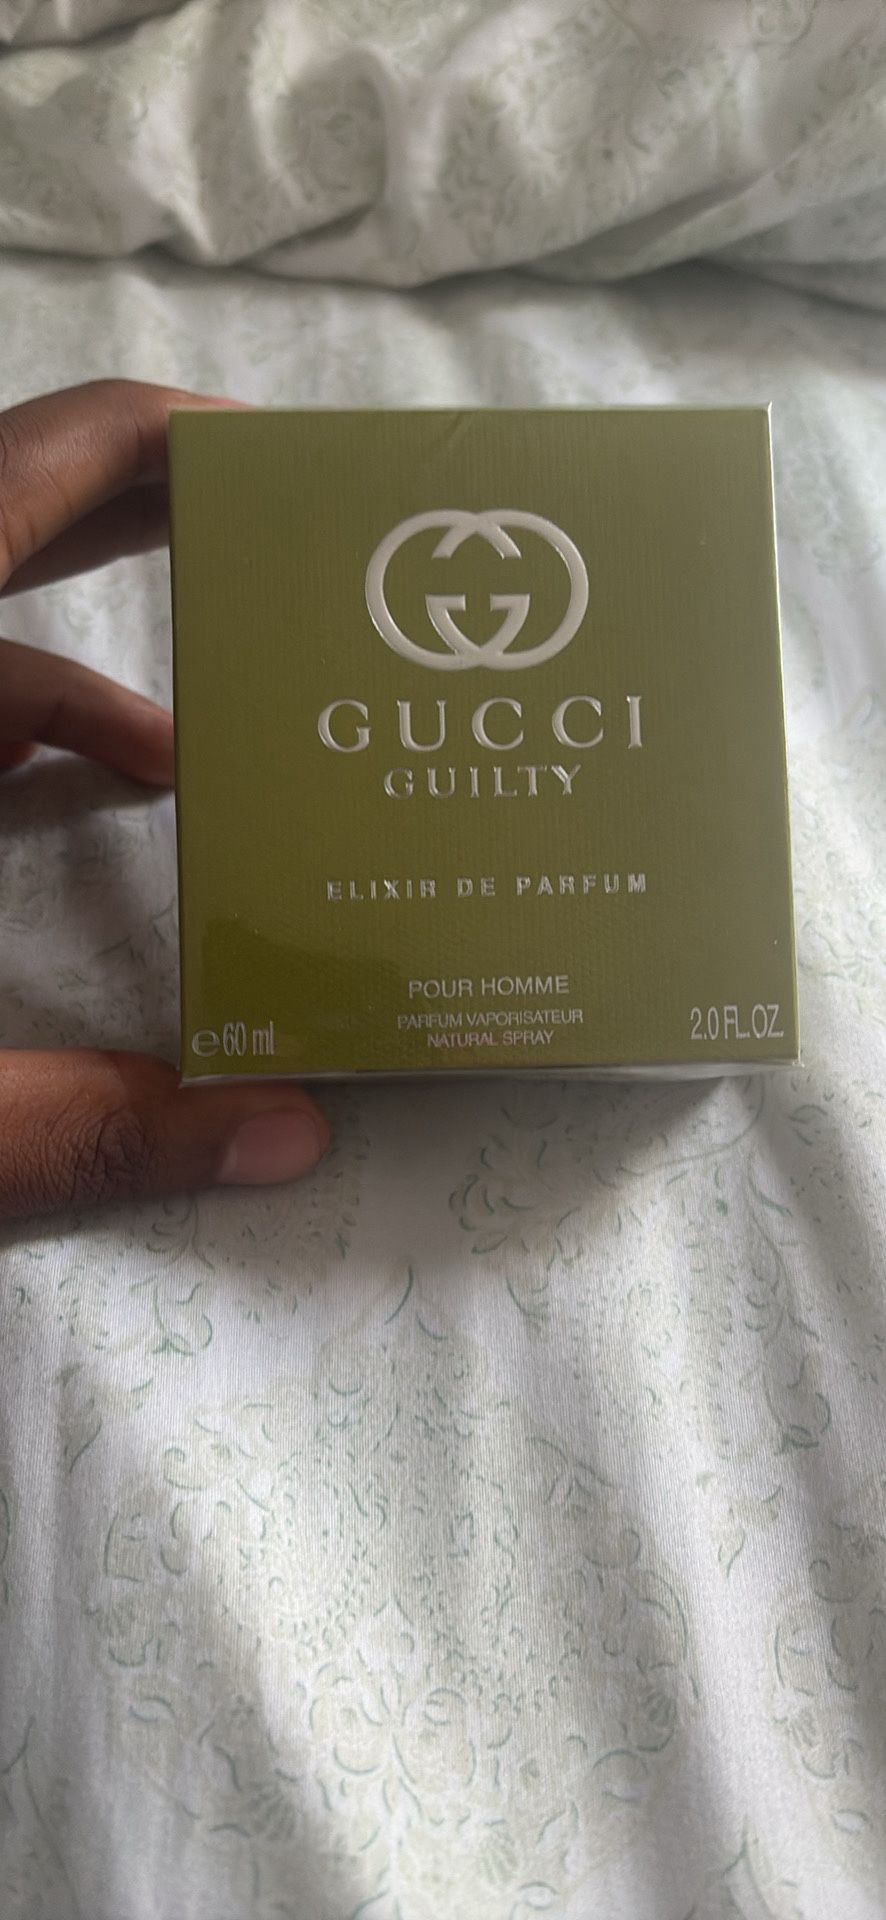 GUCCI
GUILTY
ELIXIR DE PARFUM
POUR HOMME
PARFUM VAPORISATEUR
NATURAL SPRAY
℮60 ml
2.0 FL.OZ